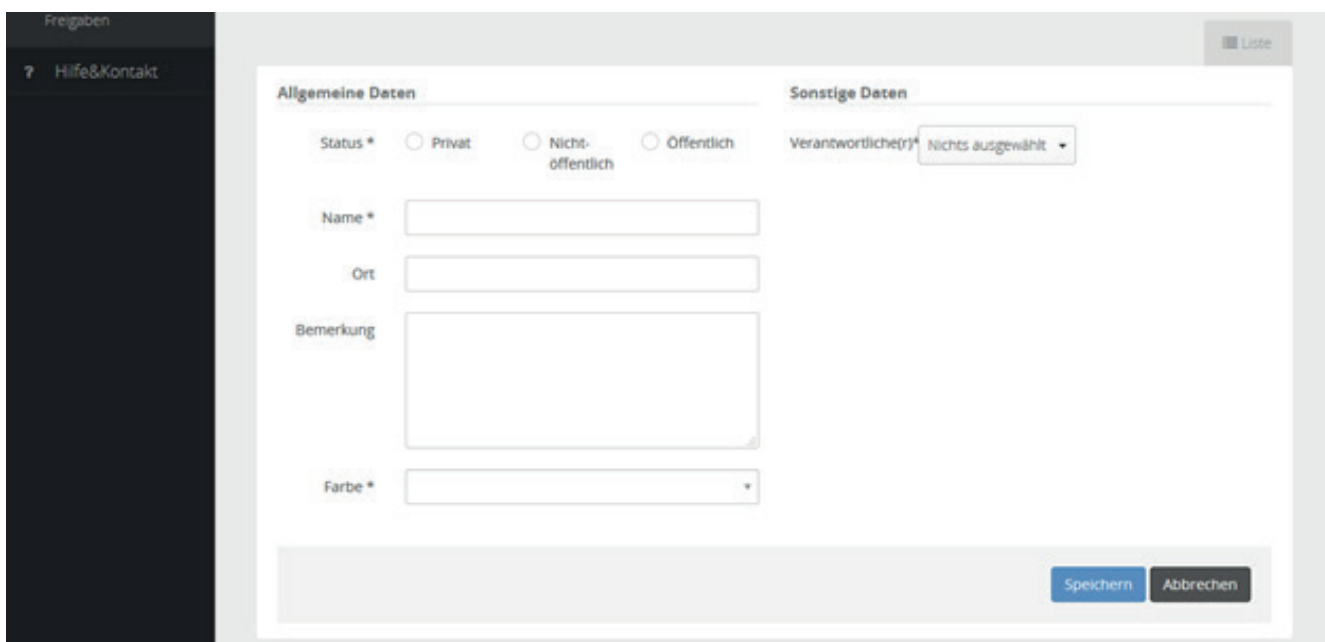 Freigaben
? Hilfe&Kontakt
Liste
Allgemeine Daten
Status * Privat Nicht-
öffentlich Öffentlich
Name *
Ort
Bemerkung
Farbe *
Sonstige Daten
Verantwortliche(r)* Nichts ausgewählt
Speichern Abbrechen